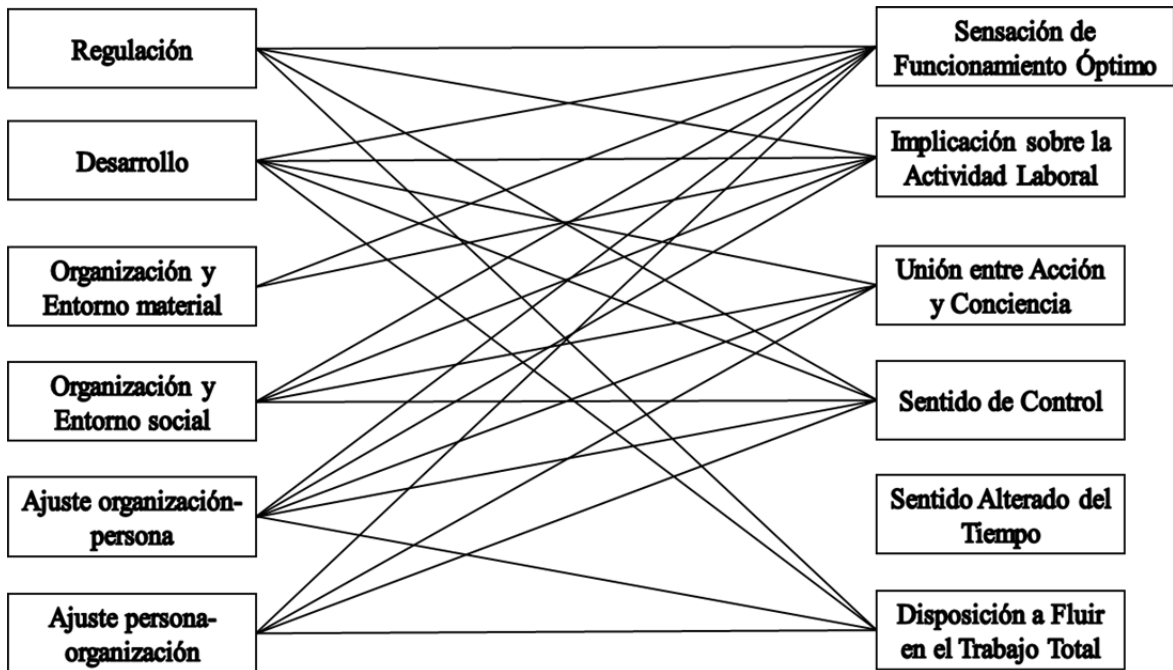 Regulación
Desarrollo
Organización y
Entorno material
Organización y
Entorno social
Ajuste organización-
persona
Ajuste persona-
organización
Sensación de
Funcionamiento Óptimo
Implicación sobre la
Actividad Laboral
Unión entre Acción
y Conciencia
Sentido de Control
Sentido Alterado del
Tiempo
Disposición a Fluir
en el Trabajo Total